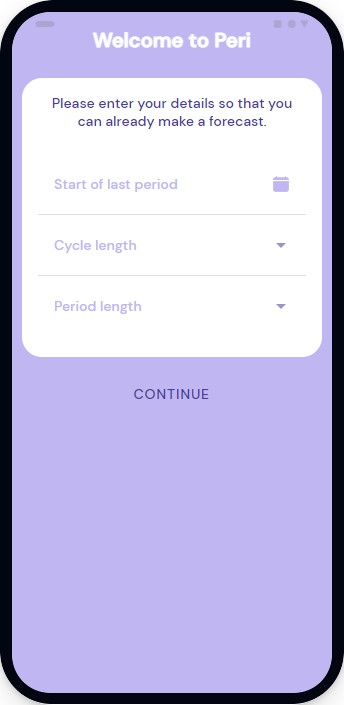 Welcome to Peri
Please enter your details so that you
can already make a forecast.
Start of last period
Cycle length
Period length
CONTINUE